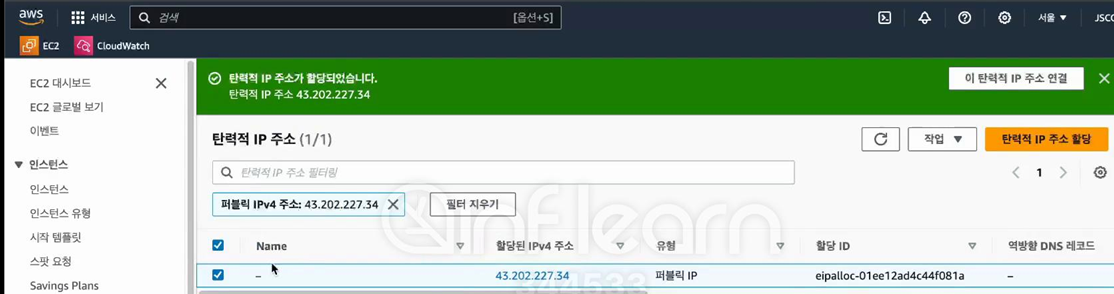 aws 서비스 검색 [옵션+S] 서울 ▼ JSCO
EC2 CloudWatch
EC2 대시보드
EC2 글로벌 보기
이벤트
▼ 인스턴스
인스턴스
인스턴스 유형
시작 템플릿
스팟 요청
Savings Plans
탄력적 IP 주소가 할당되었습니다.
탄력적 IP 주소 43.202.227.34
이 탄력적 IP 주소 연결
탄력적 IP 주소 (1/1)
작업 ▼
탄력적 IP 주소 할당
탄력적 IP 주소 필터링
1
퍼블릭 IPv4 주소: 43.202.227.34
필터 지우기
Name 할당된 IPv4 주소 유형 할당 ID 역방향 DNS 레코드
– 43.202.227.34 퍼블릭 IP eipalloc-01ee12ad4c44f081a –
inflearn